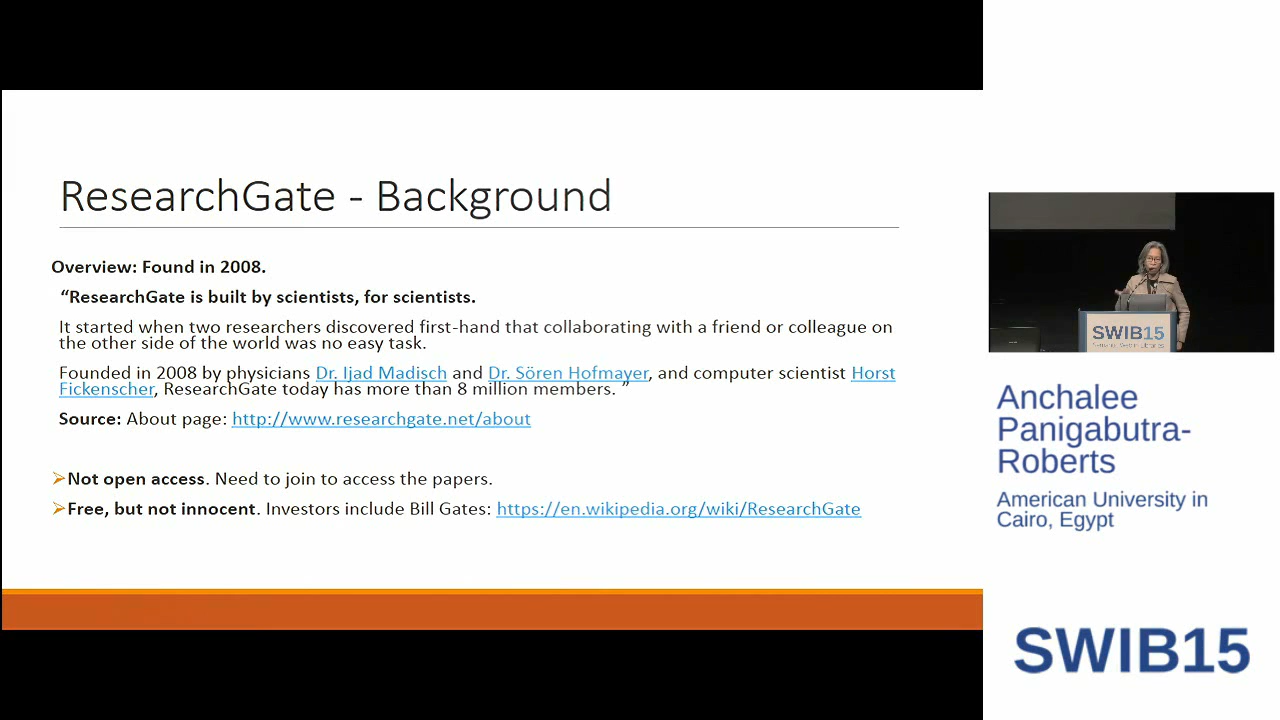 ResearchGate - Background
Overview: Found in 2008.
“ResearchGate is built by scientists, for scientists.
It started when two researchers discovered first-hand that collaborating with a friend or colleague on
the other side of the world was no easy task.
Founded in 2008 by physicians Dr. Ijad Madisch and Dr. Sören Hofmayer, and computer scientist Horst
Fickenscher, ResearchGate today has more than 8 million members. ”
Source: About page: http://www.researchgate.net/about
➢Not open access. Need to join to access the papers.
➢Free, but not innocent. Investors include Bill Gates: https://en.wikipedia.org/wiki/ResearchGate
SWIB15
Anchalee
Panigabutra-
Roberts
American University in
Cairo, Egypt
SWIB15